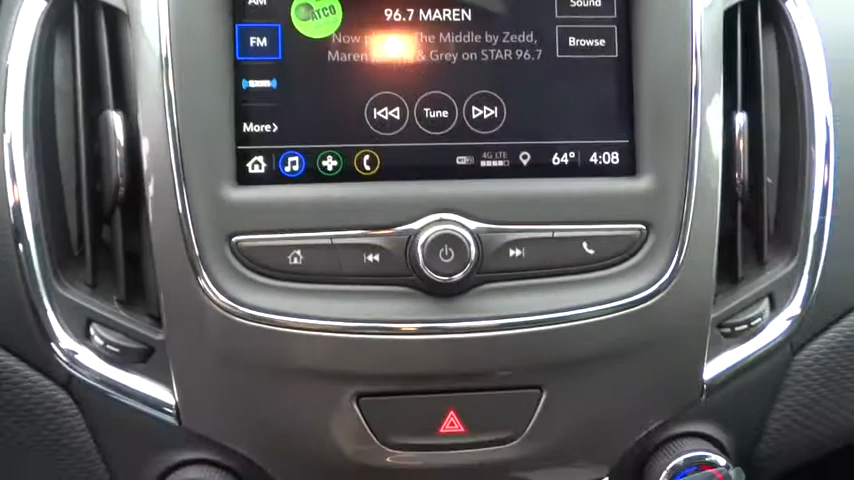 AM
ATCO
96.7 MAREN
Sound
FM
Now The Middle by Zedd,
Maren & Grey on STAR 96.7
Browse
Tune
More>
4G LTE
64° 4:08